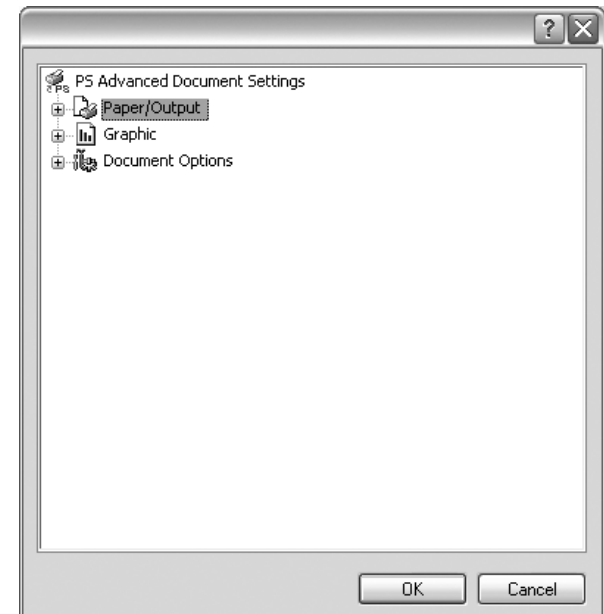 PS Advanced Document Settings
Paper/Output
Graphic
Document Options
OK
Cancel